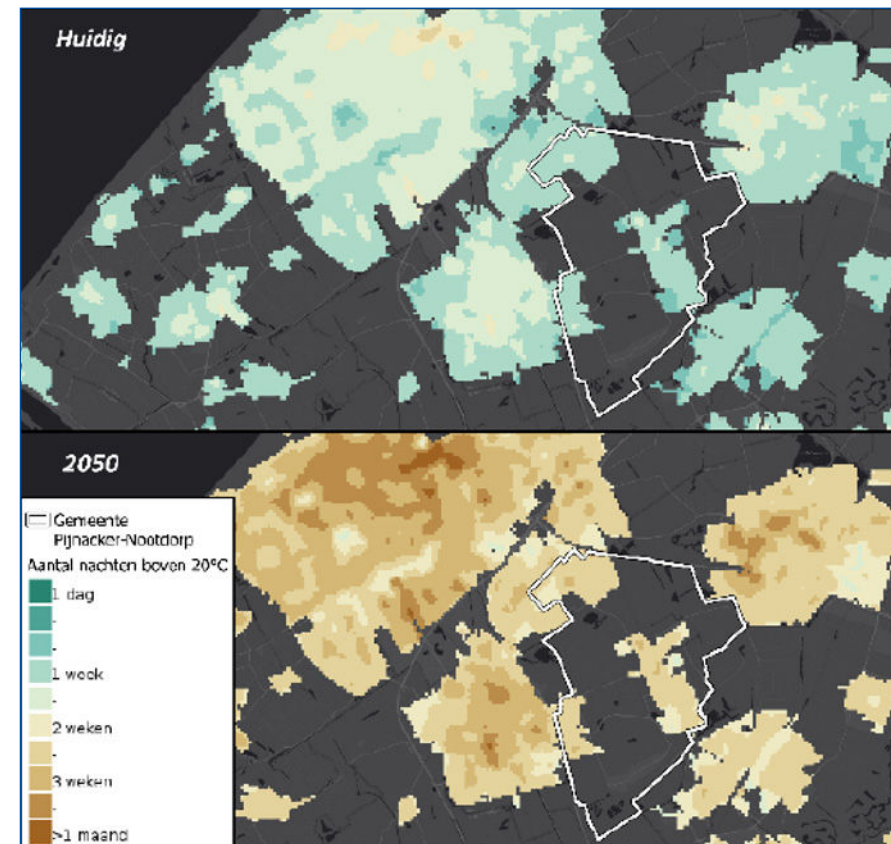 Huidig
2050
Gemeente
Pijnacker-Nootdorp
Aantal nachten boven 20°C
1 dag
-
-
1 week
-
2 weken
-
3 weken
-
>1 maand